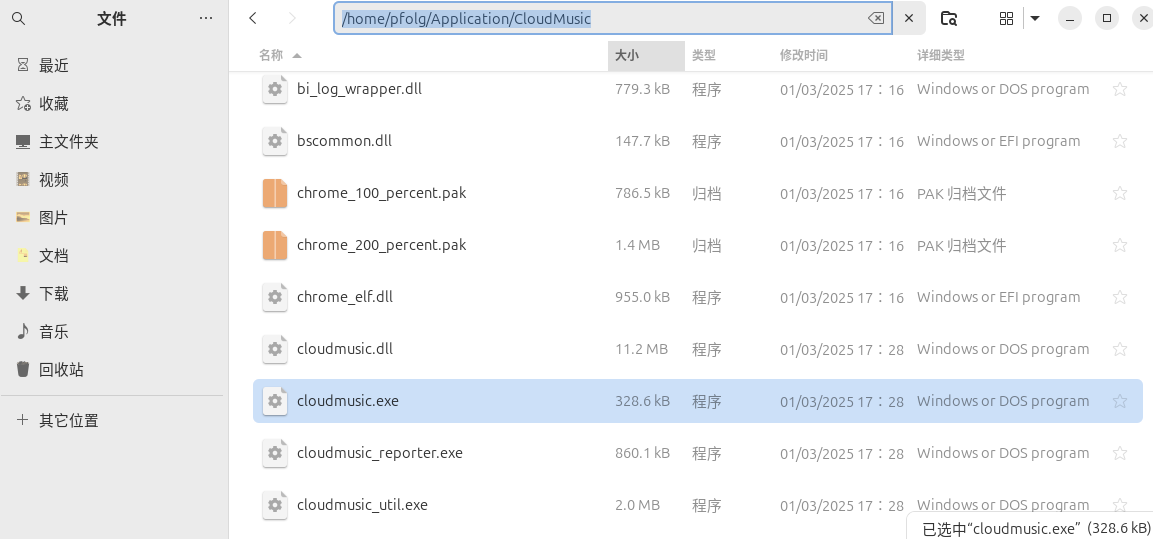 文件
/home/pfolg/Application/CloudMusic
最近
收藏
主文件夹
视频
图片
文档
下载
音乐
回收站
其它位置
名称 大小 类型 修改时间 详细类型
bi_log_wrapper.dll 779.3 kB 程序 01/03/2025 17：16 Windows or DOS program
bscommon.dll 147.7 kB 程序 01/03/2025 17：16 Windows or EFI program
chrome_100_percent.pak 786.5 kB 归档 01/03/2025 17：16 PAK 归档文件
chrome_200_percent.pak 1.4 MB 归档 01/03/2025 17：16 PAK 归档文件
chrome_elf.dll 955.0 kB 程序 01/03/2025 17：16 Windows or EFI program
cloudmusic.dll 11.2 MB 程序 01/03/2025 17：28 Windows or DOS program
cloudmusic.exe 328.6 kB 程序 01/03/2025 17：28 Windows or DOS program
cloudmusic_reporter.exe 860.1 kB 程序 01/03/2025 17：28 Windows or DOS program
cloudmusic_util.exe 2.0 MB 程序 01/03/2025 17：28 Windows or DOS program
已选中“cloudmusic.exe” (328.6 kB)